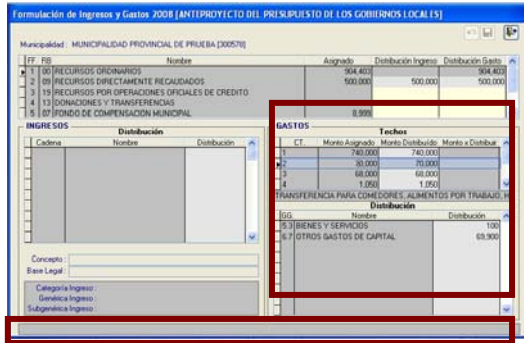 Formulación de Ingresos y Gastos 2008 [ANTEPROYECTO DEL PRESUPUESTO DE LOS GOBIERNOS LOCALES]
Municipalidad : MUNICIPALIDAD PROVINCIAL DE PRUEBA [300578]
FF RB Nombre Asignado Distribución Ingreso Distribución Gasto
1 00 RECURSOS ORDINARIOS 904,403 904,403
2 09 RECURSOS DIRECTAMENTE RECAUDADOS 500,000 500,000 500,000
3 19 RECURSOS POR OPERACIONES OFICIALES DE CREDITO
4 13 DONACIONES Y TRANSFERENCIAS
5 07 FONDO DE COMPENSACION MUNICIPAL 8,999
INGRESOS
Distribución
Cadena Nombre Distribución
Concepto :
Base Legal :
Categoría Ingreso :
Genérica Ingreso :
Subgenérica Ingreso :
GASTOS
Techos
CT. Monto Asignado Monto Distribuído Monto x Distribuir
1 740,000 740,000
2 30,000 70,000
3 68,000 68,000
4 1,050 1,050
TRANSFERENCIA PARA COMEDORES, ALIMENTOS POR TRABAJO, H
Distribución
GG. Nombre Distribución
5.3 BIENES Y SERVICIOS 100
6.7 OTROS GASTOS DE CAPITAL 69,900